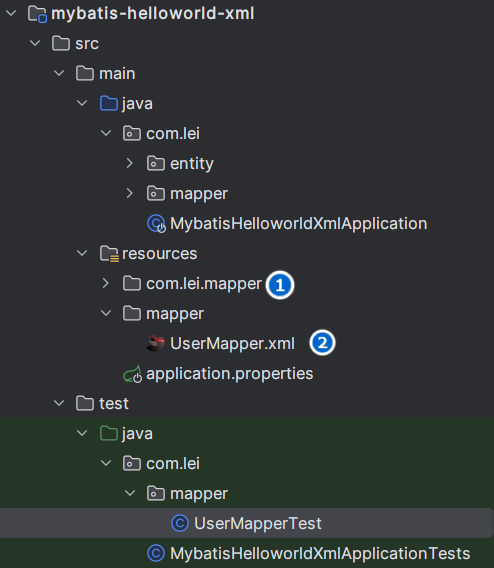 mybatis-helloworld-xml
src
main
java
com.lei
entity
mapper
MybatisHelloworldXmlApplication
resources
com.lei.mapper 1
mapper
UserMapper.xml 2
application.properties
test
java
com.lei
mapper
UserMapperTest
MybatisHelloworldXmlApplicationTests